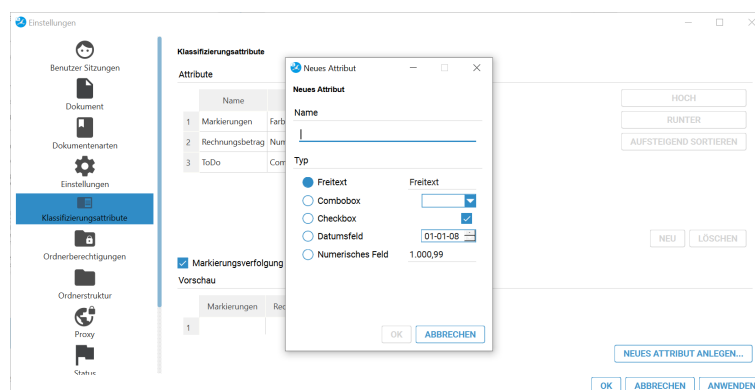 Einstellungen
Benutzer Sitzungen
Dokument
Dokumentenarten
Einstellungen
Klassifizierungsattribute
Ordnerberechtigungen
Ordnerstruktur
Proxy
Status
Klassifizierungsattribute
Attribute
Name
1 Markierungen Farb
2 Rechnungsbetrag Num
3 ToDo Com
HOCH
RUNTER
AUFSTEIGEND SORTIEREN
NEU LÖSCHEN
Markierungsverfolgung
Vorschau
Markierungen Rec
1
NEUES ATTRIBUT ANLEGEN...
OK ABBRECHEN ANWENDEN
Neues Attribut
Neues Attribut
Name
Typ
Freitext Freitext
Combobox
Checkbox
Datumsfeld 01-01-08
Numerisches Feld 1.000,99
OK ABBRECHEN